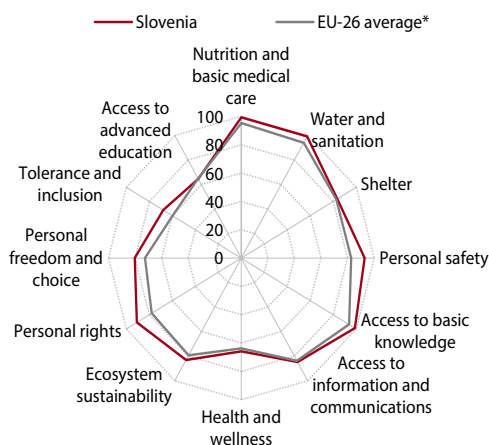 Slovenia
EU-26 average*
Nutrition and
basic medical
care
Water and
sanitation
Shelter
Personal safety
Access to basic
knowledge
Access to
information and
communications
Health and
wellness
Ecosystem
sustainability
Personal rights
Personal
freedom and
choice
Tolerance and
inclusion
Access to
advanced
education
100
80
60
40
20
0